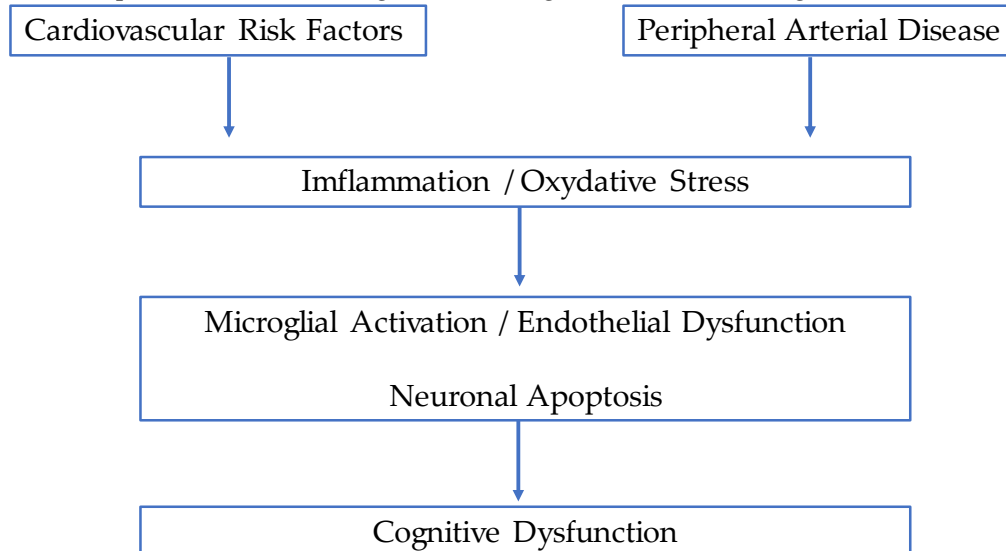 Cardiovascular Risk Factors
Peripheral Arterial Disease
Imflammation / Oxydative Stress
Microglial Activation / Endothelial Dysfunction
Neuronal Apoptosis
Cognitive Dysfunction